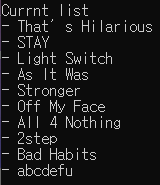 Currnt list
- That's Hilarious
- STAY
- Light Switch
- As It Was
- Stronger
- Off My Face
- All 4 Nothing
- 2step
- Bad Habits
- abcdefu